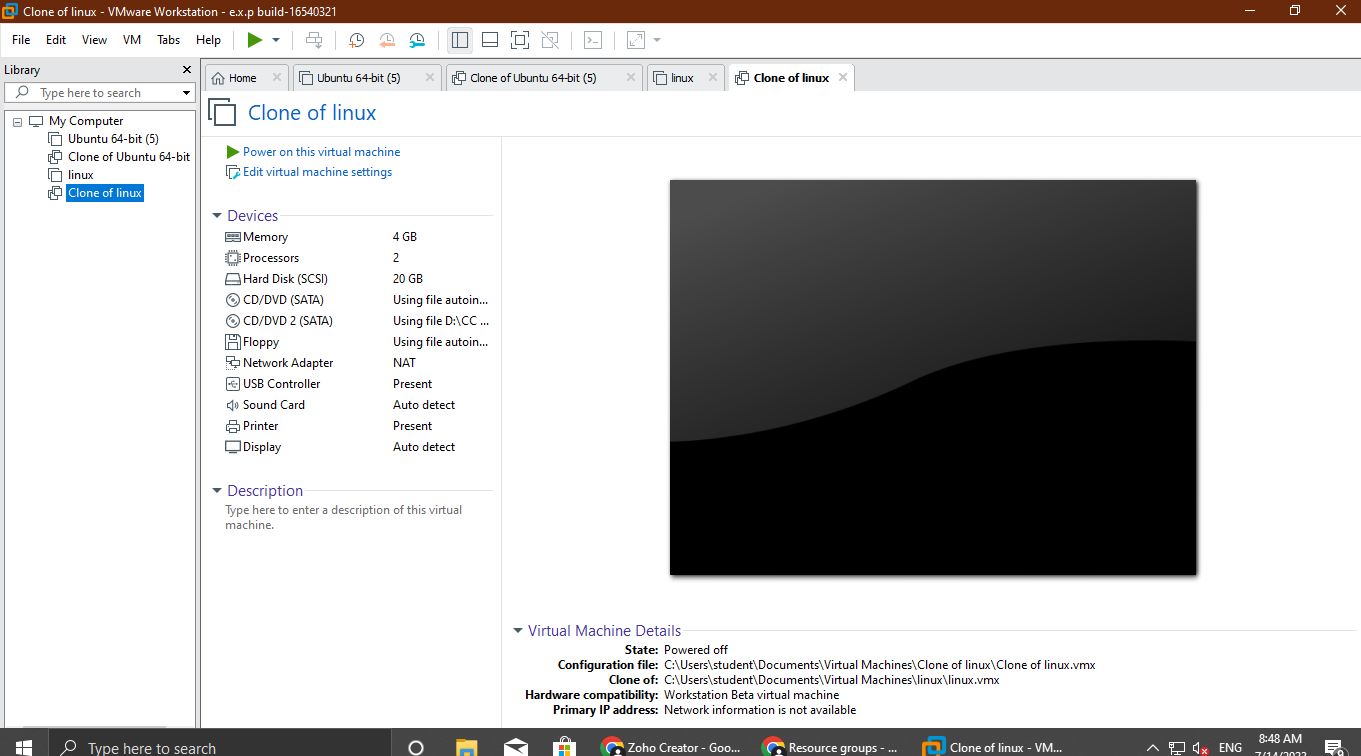 Clone of linux - VMware Workstation - e.x.p build-16540321
File Edit View VM Tabs Help
Library
Type here to search
My Computer
Ubuntu 64-bit (5)
Clone of Ubuntu 64-bit
linux
Clone of linux
Home
Ubuntu 64-bit (5)
Clone of Ubuntu 64-bit (5)
linux
Clone of linux
Clone of linux
Power on this virtual machine
Edit virtual machine settings
Devices
Memory 4 GB
Processors 2
Hard Disk (SCSI) 20 GB
CD/DVD (SATA) Using file autoin...
CD/DVD 2 (SATA) Using file D:\CC ...
Floppy Using file autoin...
Network Adapter NAT
USB Controller Present
Sound Card Auto detect
Printer Present
Display Auto detect
Description
Type here to enter a description of this virtual
machine.
Virtual Machine Details
State: Powered off
Configuration file: C:\Users\student\Documents\Virtual Machines\Clone of linux\Clone of linux.vmx
Clone of: C:\Users\student\Documents\Virtual Machines\linux\linux.vmx
Hardware compatibility: Workstation Beta virtual machine
Primary IP address: Network information is not available
Type here to search
Zoho Creator - Goo...
Resource groups - ...
Clone of linux - VM...
ENG
8:48 AM